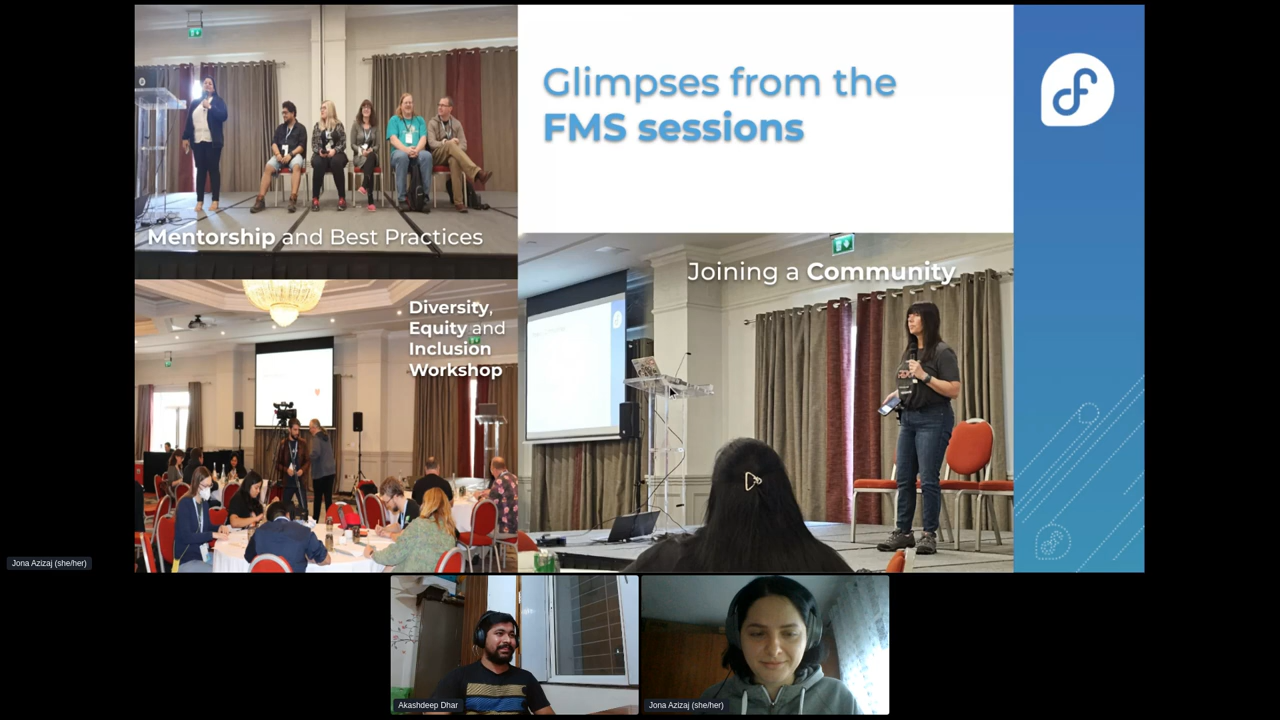 Glimpses from the
FMS sessions
Mentorship and Best Practices
Joining a Community
Diversity,
Equity and
Inclusion
Workshop
Jona Azizaj (she/her)
Akashdeep Dhar
Jona Azizaj (she/her)